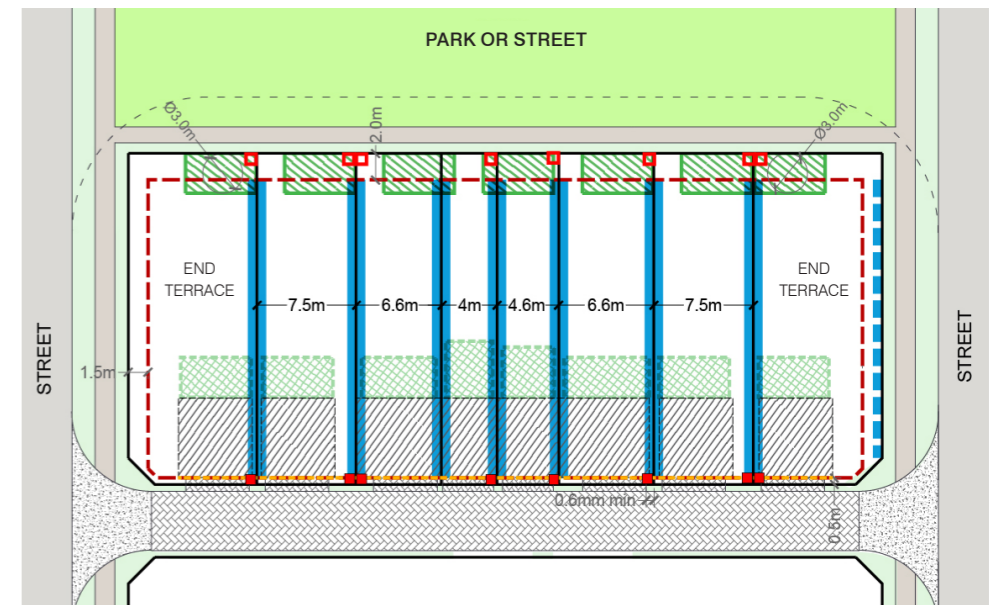 PARK OR STREET
Ø3.0m
2.0m
Ø3.0m
END
TERRACE
END
TERRACE
7.5m
6.6m
4m
4.6m
6.6m
7.5m
STREET
STREET
1.5m
0.6mm min
0.5m